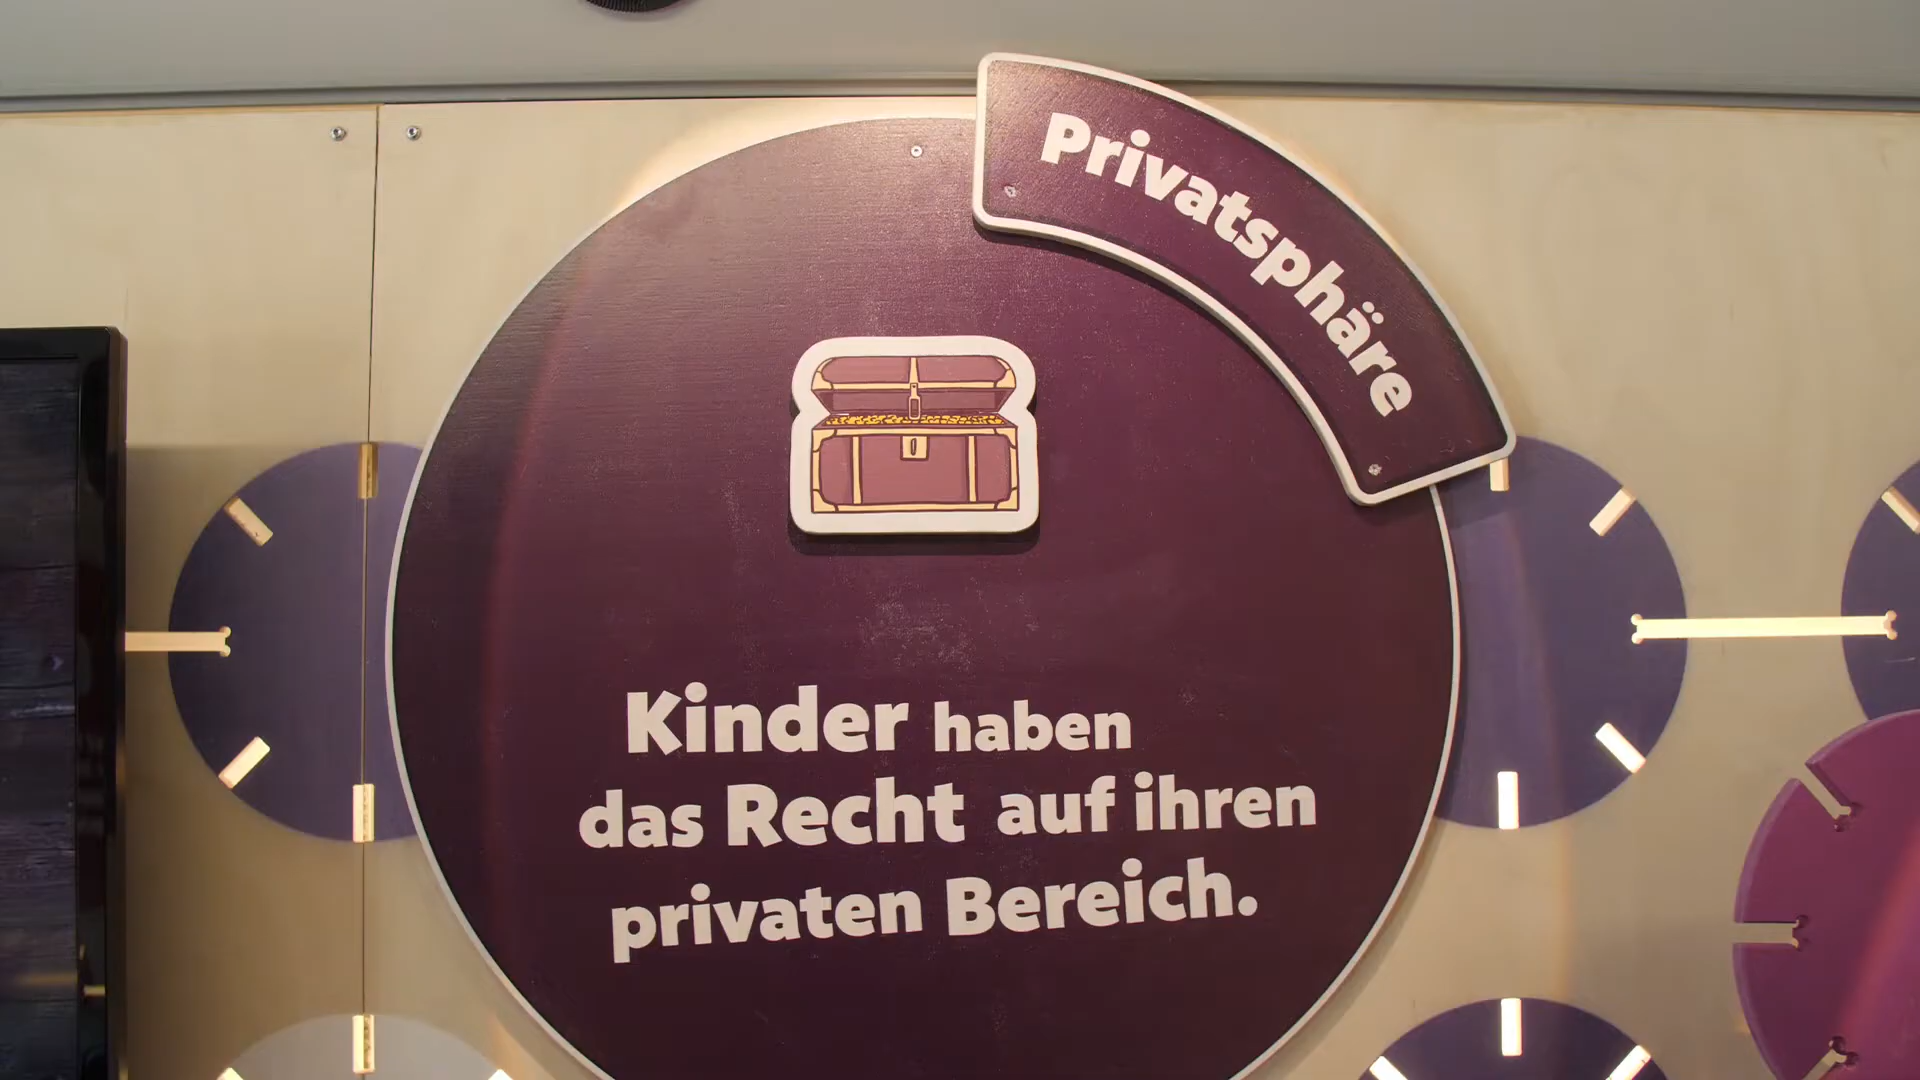 Privatsphäre
Kinder haben
das Recht auf ihren
privaten Bereich.